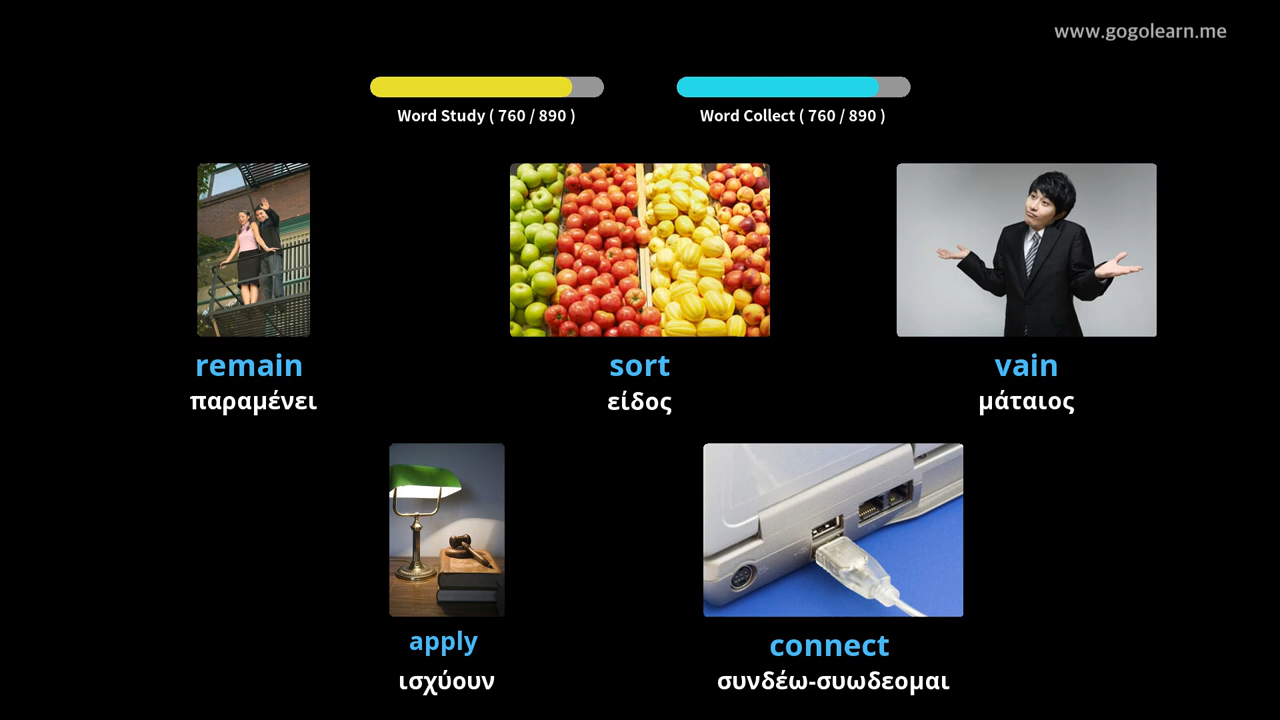 www.gogolearn.me
Word Study ( 760 / 890 )
Word Collect ( 760 / 890 )
remain
παραμένει
sort
είδος
vain
μάταιος
apply
ισχύουν
connect
συνδέω-συωδεομαι